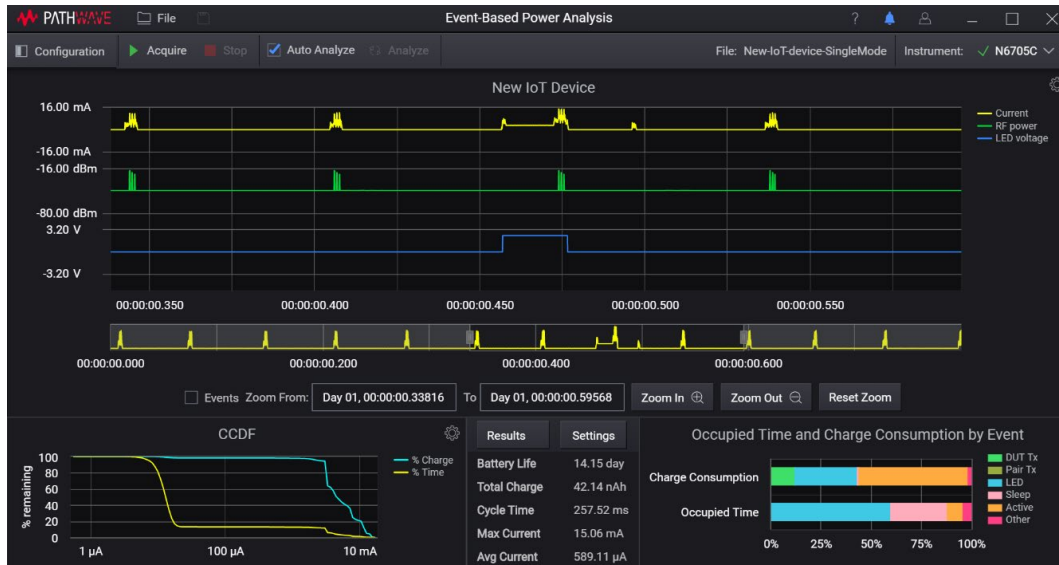 PATHWAVE File Event-Based Power Analysis ?
Configuration Acquire Stop Auto Analyze Analyze File: New-IoT-device-SingleMode Instrument: N6705C
New IoT Device
16.00 mA
-16.00 mA
-16.00 dBm
-80.00 dBm
3.20 V
-3.20 V
Current
RF power
LED voltage
00:00:00.350 00:00:00.400 00:00:00.450 00:00:00.500 00:00:00.550
00:00:00.000 00:00:00.200 00:00:00.400 00:00:00.600
Events Zoom From: Day 01, 00:00:00.33816 To Day 01, 00:00:00.59568 Zoom In Zoom Out Reset Zoom
CCDF
% remaining
100
80
60
40
20
0
1 µA 100 µA 10 mA
% Charge
% Time
Results Settings
Battery Life 14.15 day
Total Charge 42.14 nAh
Cycle Time 257.52 ms
Max Current 15.06 mA
Avg Current 589.11 µA
Occupied Time and Charge Consumption by Event
Charge Consumption
Occupied Time
0% 25% 50% 75% 100%
DUT Tx
Pair Tx
LED
Sleep
Active
Other